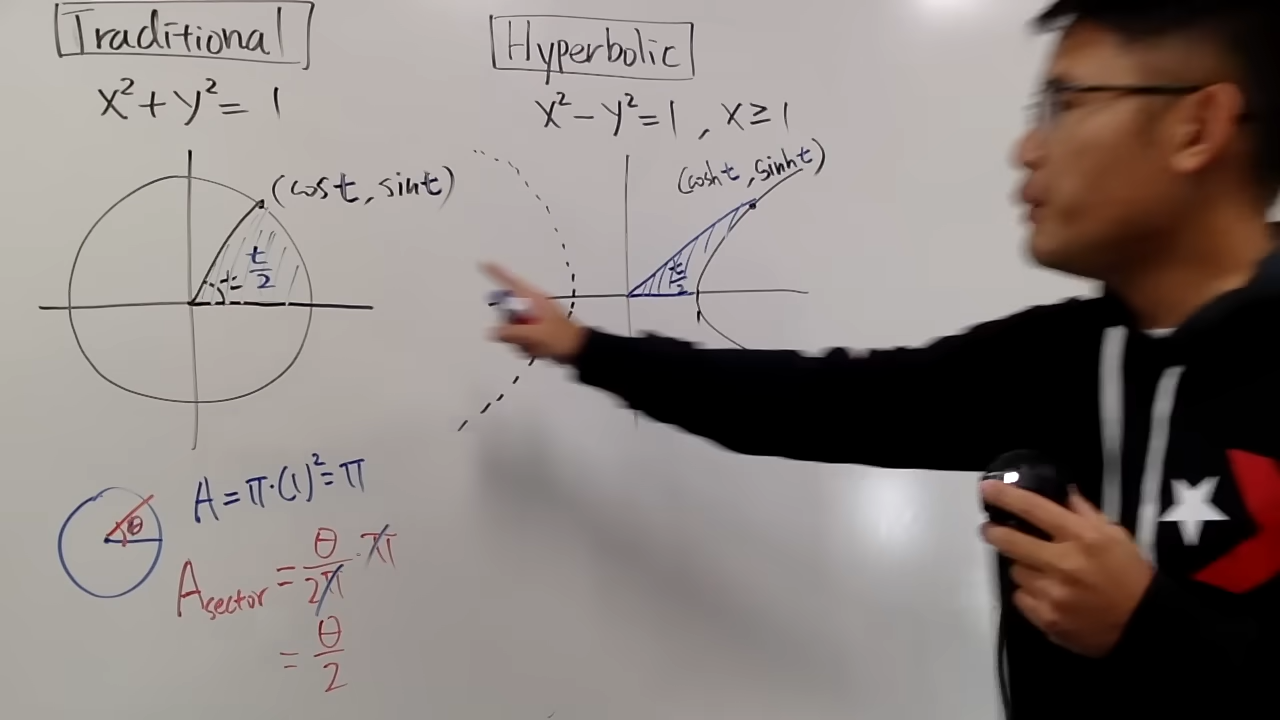 Traditional
x² + y² = 1
(cos t, sin t)
t
t/2
A = π·(1)² = π
θ
A sector = θ/2π · π
= θ/2
Hyperbolic
x² - y² = 1, x ≥ 1
(cosh t, sinh t)
t/2